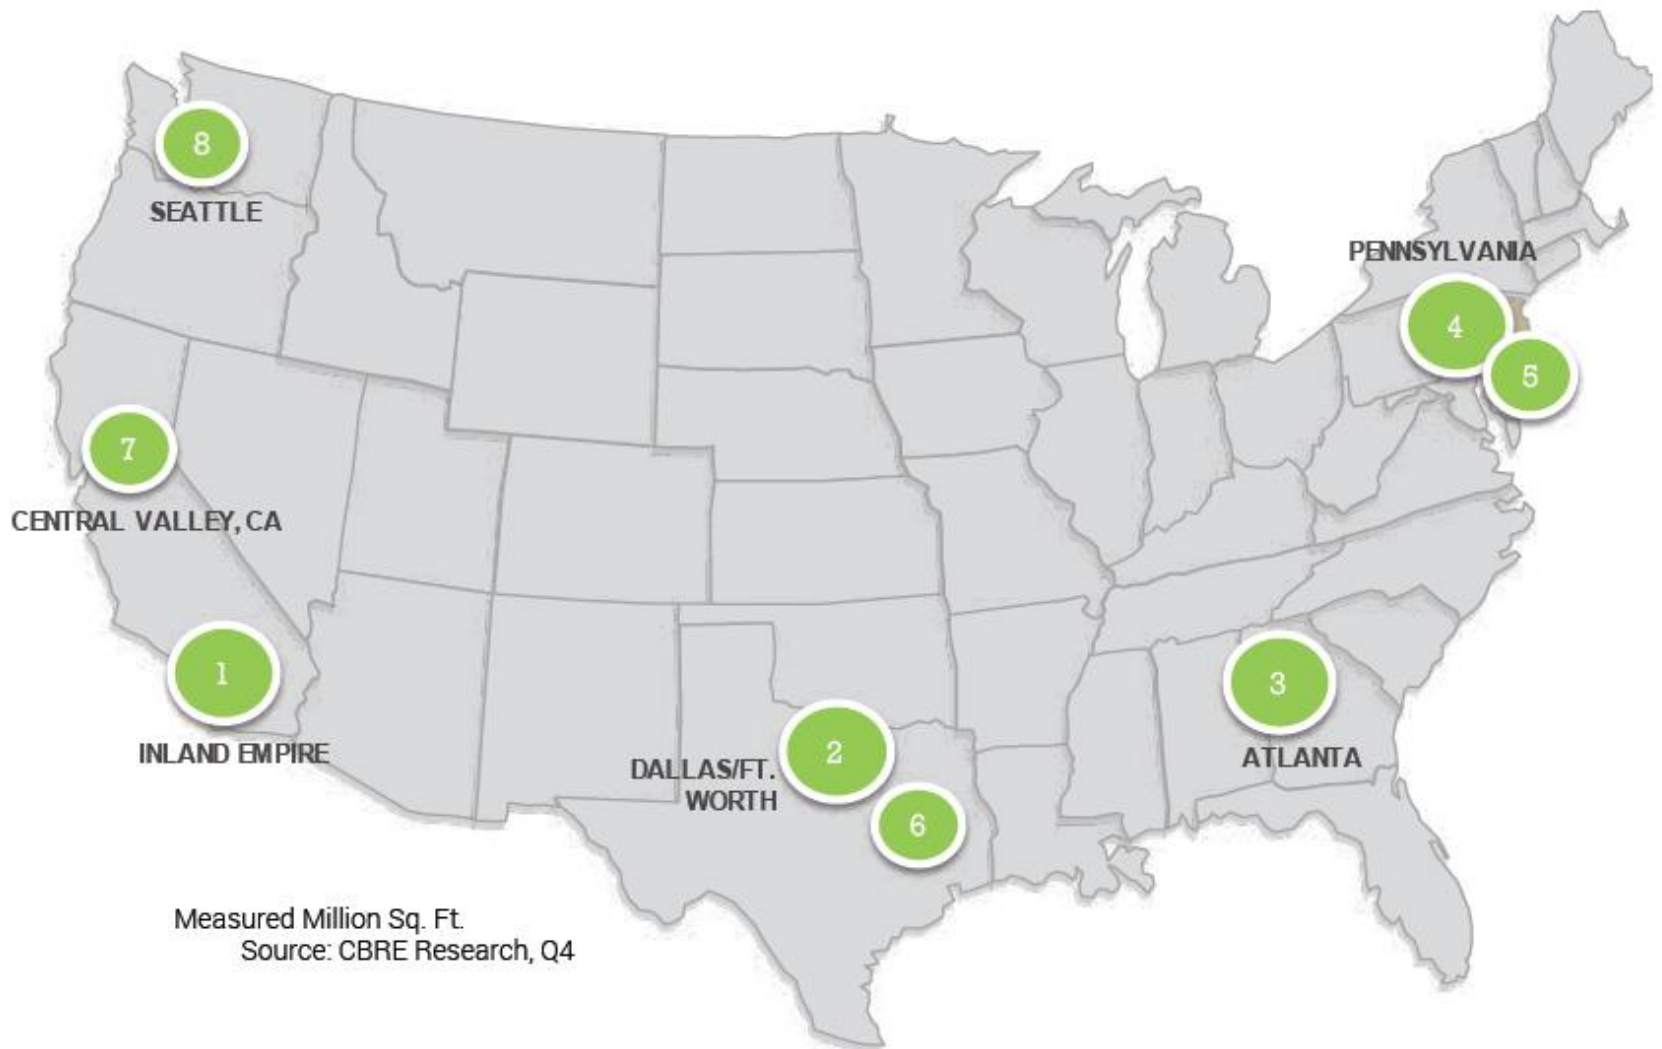 8
SEATTLE
PENNSYLVANIA
4
5
7
CENTRAL VALLEY, CA
1
INLAND EMPIRE
3
ATLANTA
2
DALLAS/FT.
WORTH
6
Measured Million Sq. Ft.
Source: CBRE Research, Q4